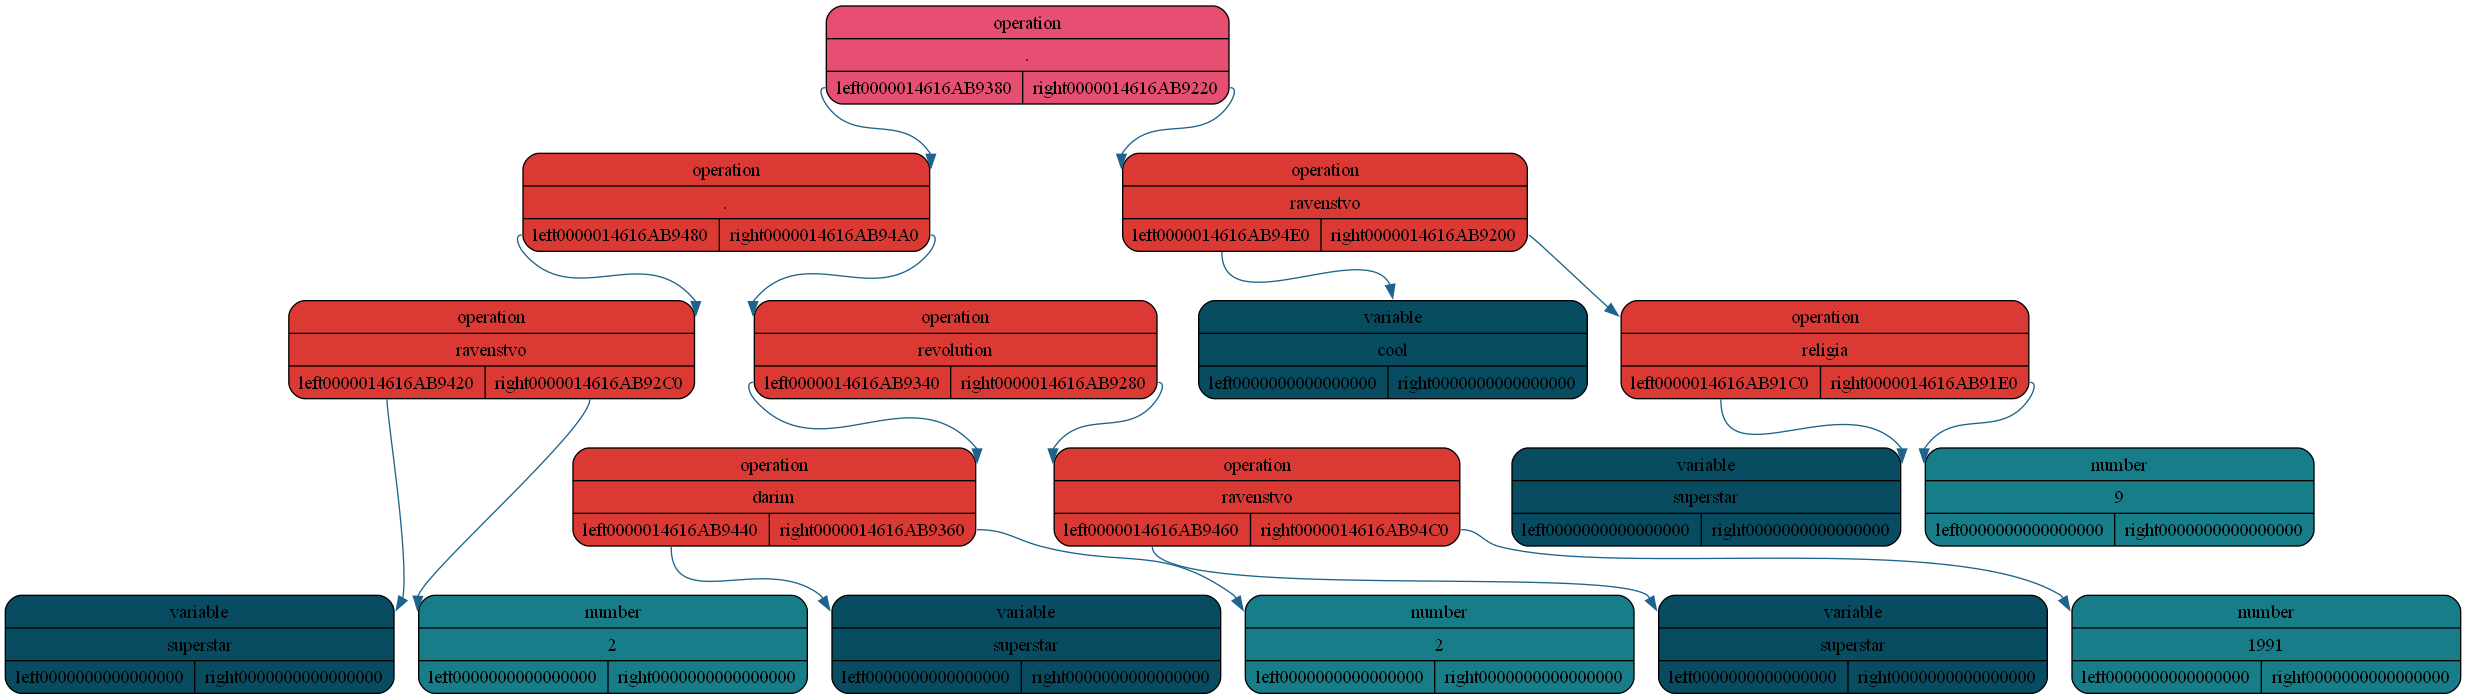 operation
.
left0000014616AB9380 right0000014616AB9220
operation
.
left0000014616AB9480 right0000014616AB94A0
operation
ravenstvo
left0000014616AB94E0 right0000014616AB9200
operation
ravenstvo
left0000014616AB9420 right0000014616AB92C0
operation
revolution
left0000014616AB9340 right0000014616AB9280
variable
cool
left0000000000000000 right0000000000000000
operation
religia
left0000014616AB91C0 right0000014616AB91E0
operation
darim
left0000014616AB9440 right0000014616AB9360
operation
ravenstvo
left0000014616AB9460 right0000014616AB94C0
variable
superstar
left0000000000000000 right0000000000000000
number
9
left0000000000000000 right0000000000000000
variable
superstar
left0000000000000000 right0000000000000000
number
2
left0000000000000000 right0000000000000000
variable
superstar
left0000000000000000 right0000000000000000
number
2
left0000000000000000 right0000000000000000
variable
superstar
left0000000000000000 right0000000000000000
number
1991
left0000000000000000 right0000000000000000